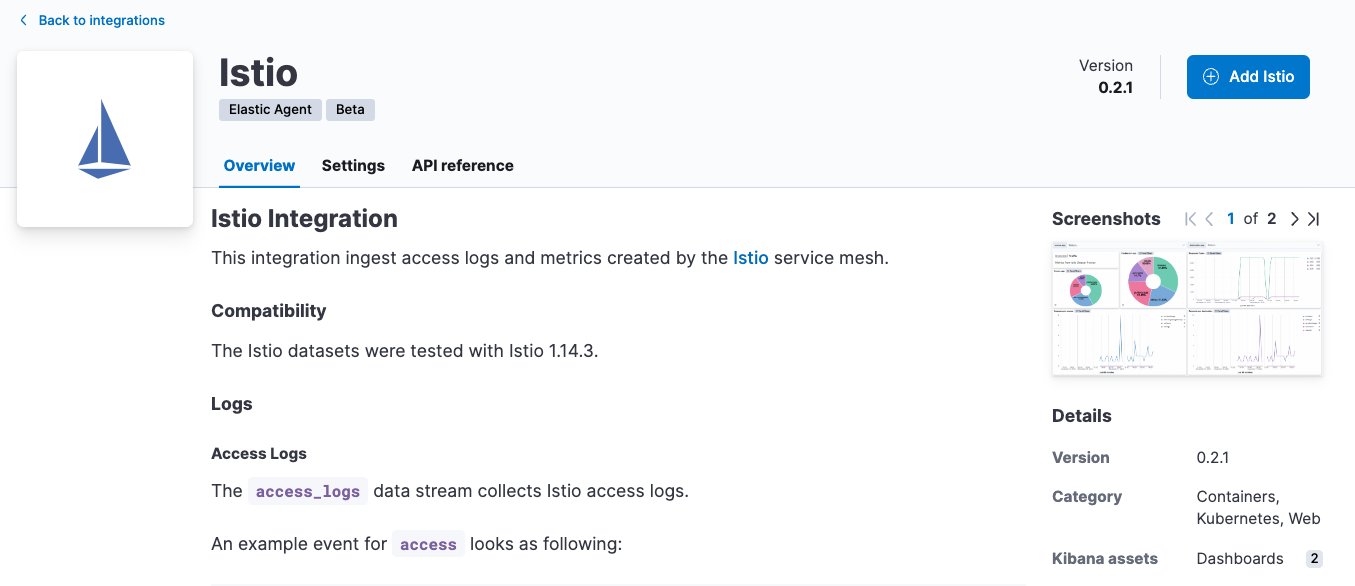 Back to integrations
Istio
Elastic Agent Beta
Version
0.2.1
Add Istio
Overview Settings API reference
Istio Integration
This integration ingest access logs and metrics created by the Istio service mesh.
Compatibility
The Istio datasets were tested with Istio 1.14.3.
Logs
Access Logs
The access_logs data stream collects Istio access logs.
An example event for access looks as following:
Screenshots 1 of 2
Details
Version 0.2.1
Category Containers,
Kubernetes, Web
Kibana assets Dashboards 2